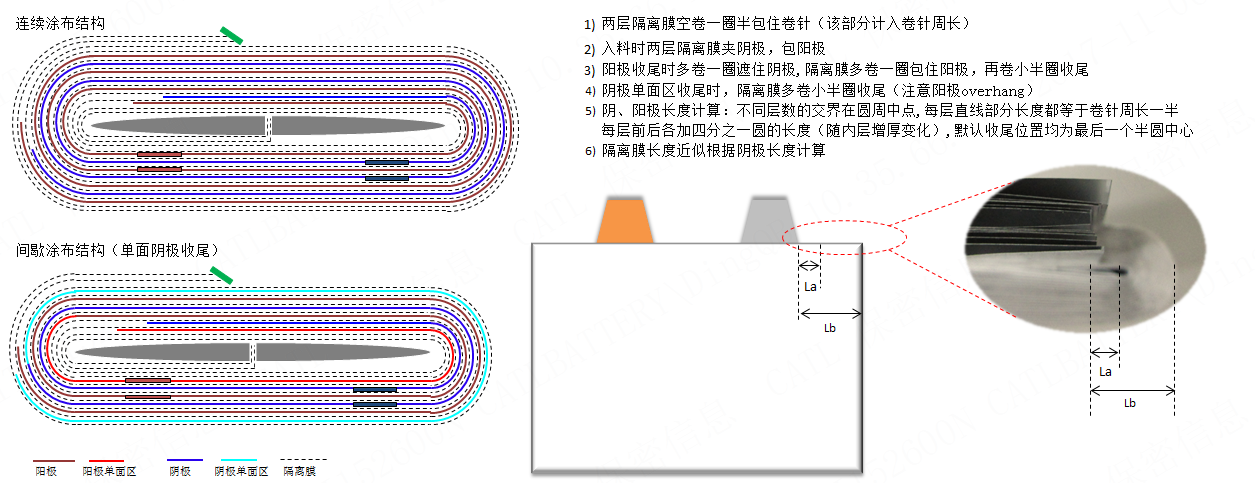 连续涂布结构
1) 两层隔离膜空卷一圈半包住卷针（该部分计入卷针周长）
2) 入料时两层隔离膜夹阴极，包阳极
3) 阳极收尾时多卷一圈遮住阴极, 隔离膜多卷一圈包住阳极，再卷小半圈收尾
4) 阴极单面区收尾时，隔离膜多卷小半圈收尾（注意阳极overhang）
5) 阴、阳极长度计算：不同层数的交界在圆周中点, 每层直线部分长度都等于卷针周长一半
每层前后各加四分之一圆的长度（随内层增厚变化）, 默认收尾位置均为最后一个半圆中心
6) 隔离膜长度近似根据阴极长度计算
间歇涂布结构（单面阴极收尾）
La
Lb
La
Lb
阳极
阳极单面区
阴极
阴极单面区
隔离膜